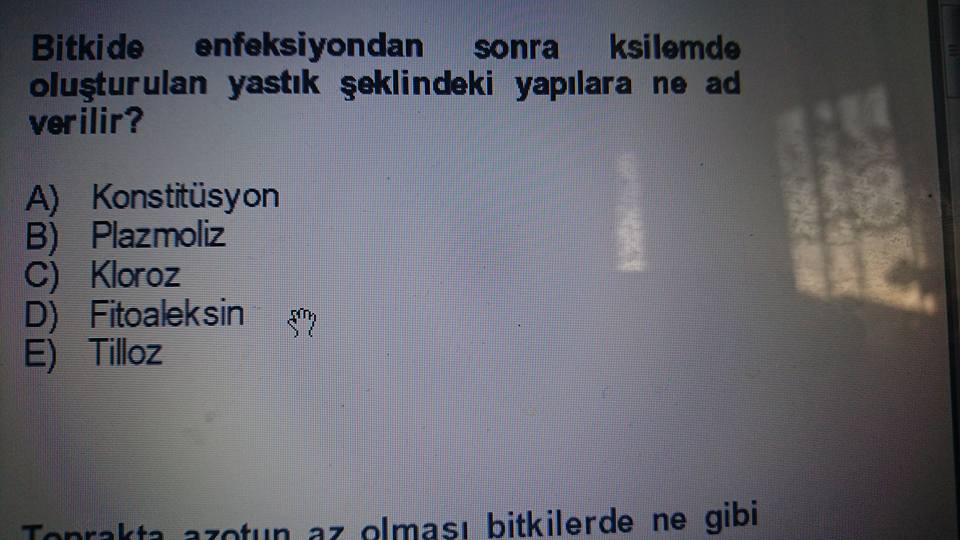 Bitkide enfeksiyondan sonra ksilemde
oluşturulan yastık şeklindeki yapılara ne ad
verilir?
A) Konstitüsyon
B) Plazmoliz
C) Kloroz
D) Fitoaleksin
E) Tilloz
Toprakta azotun az olması bitkilerde ne gibi